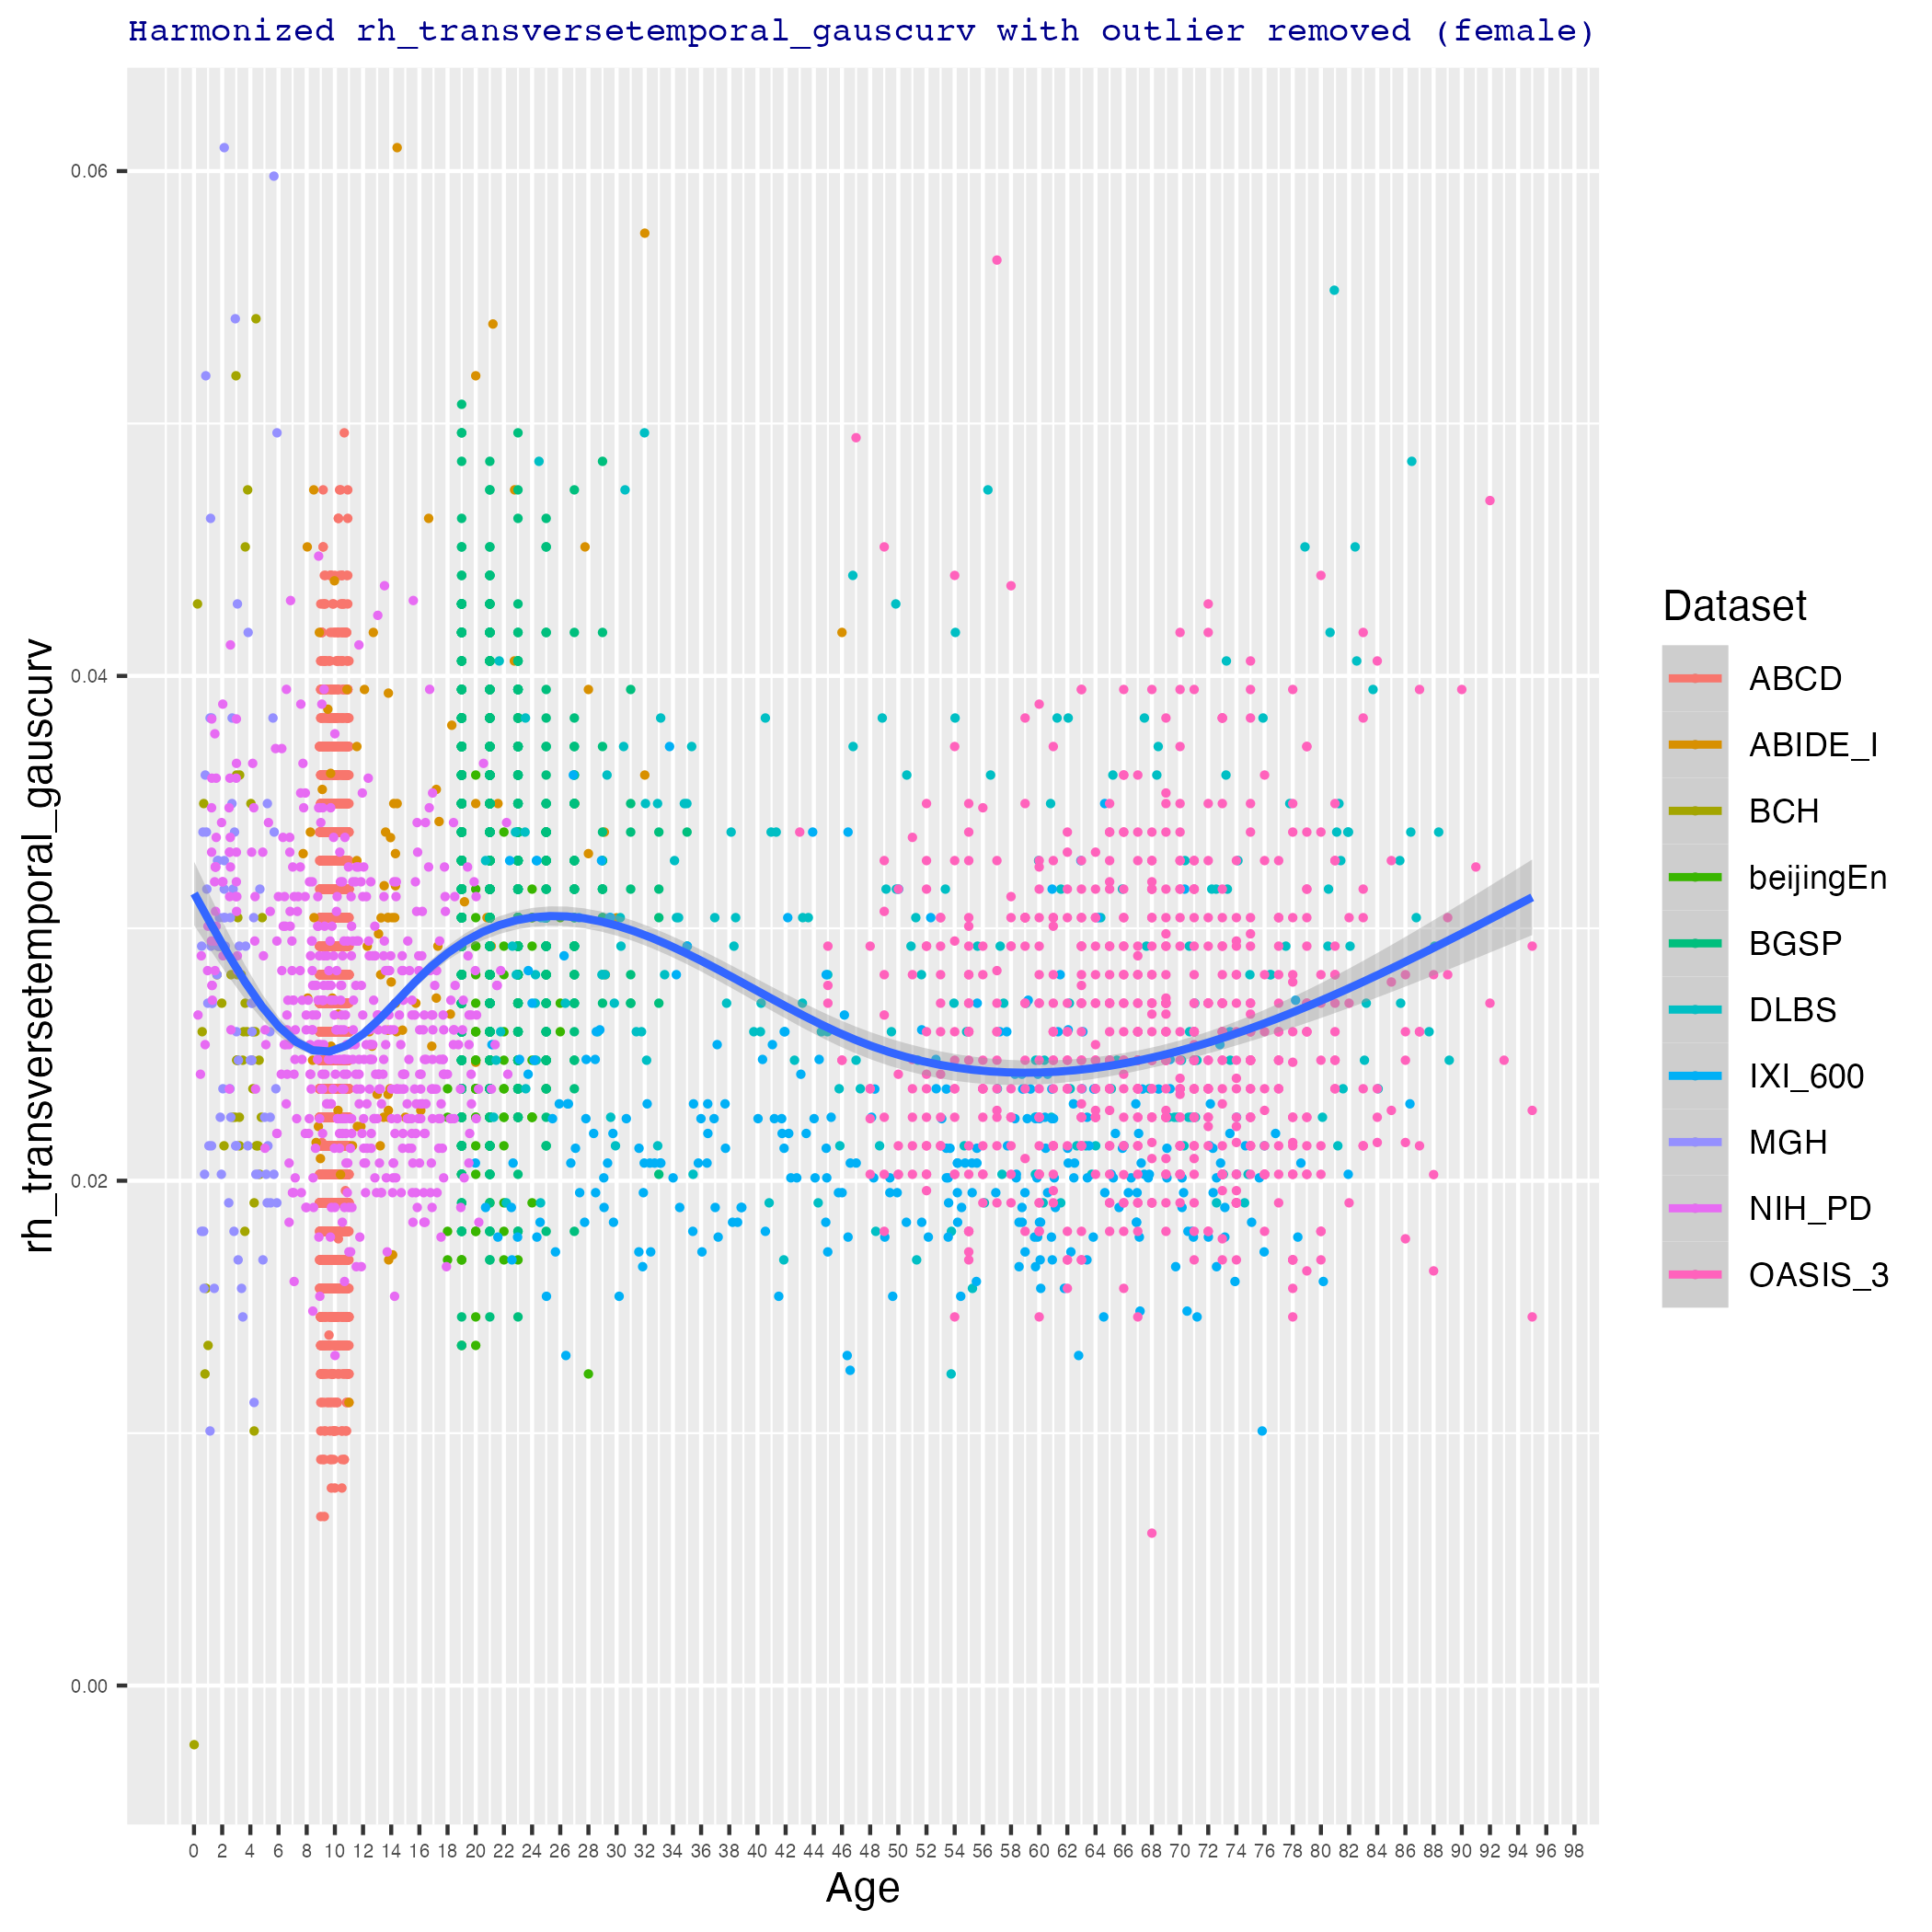 Harmonized rh_transversetemporal_gauscurv with outlier removed (female)
rh_transversetemporal_gauscurv
0.06
0.04
0.02
0.00
0 2 4 6 8 10 12 14 16 18 20 22 24 26 28 30 32 34 36 38 40 42 44 46 48 50 52 54 56 58 60 62 64 66 68 70 72 74 76 78 80 82 84 86 88 90 92 94 96 98
Age
Dataset
ABCD
ABIDE_I
BCH
beijingEn
BGSP
DLBS
IXI_600
MGH
NIH_PD
OASIS_3